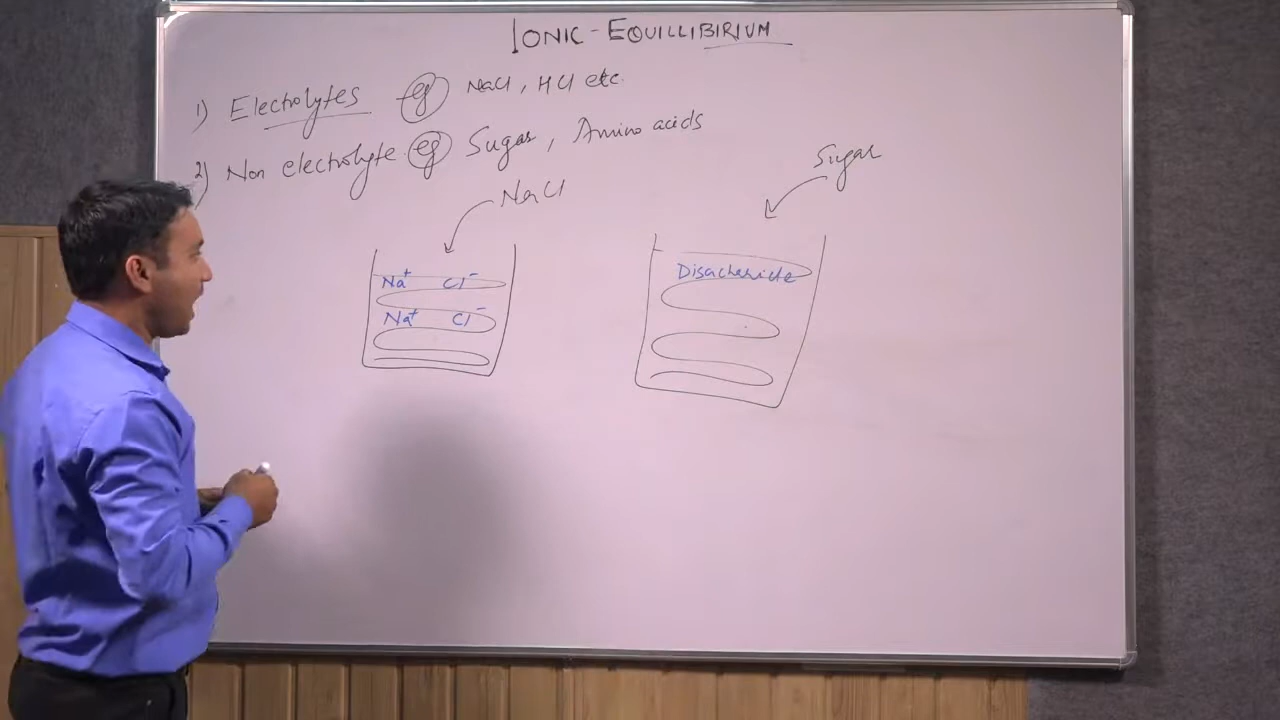 IONIC-EQUILLIBIRIUM
1) Electrolytes eg NaCl, HCl etc.
2) Non electrolyte eg Sugar, Amino acids
NaCl
Sugar
Na⁺ Cl⁻
Na⁺ Cl⁻
Disacharide